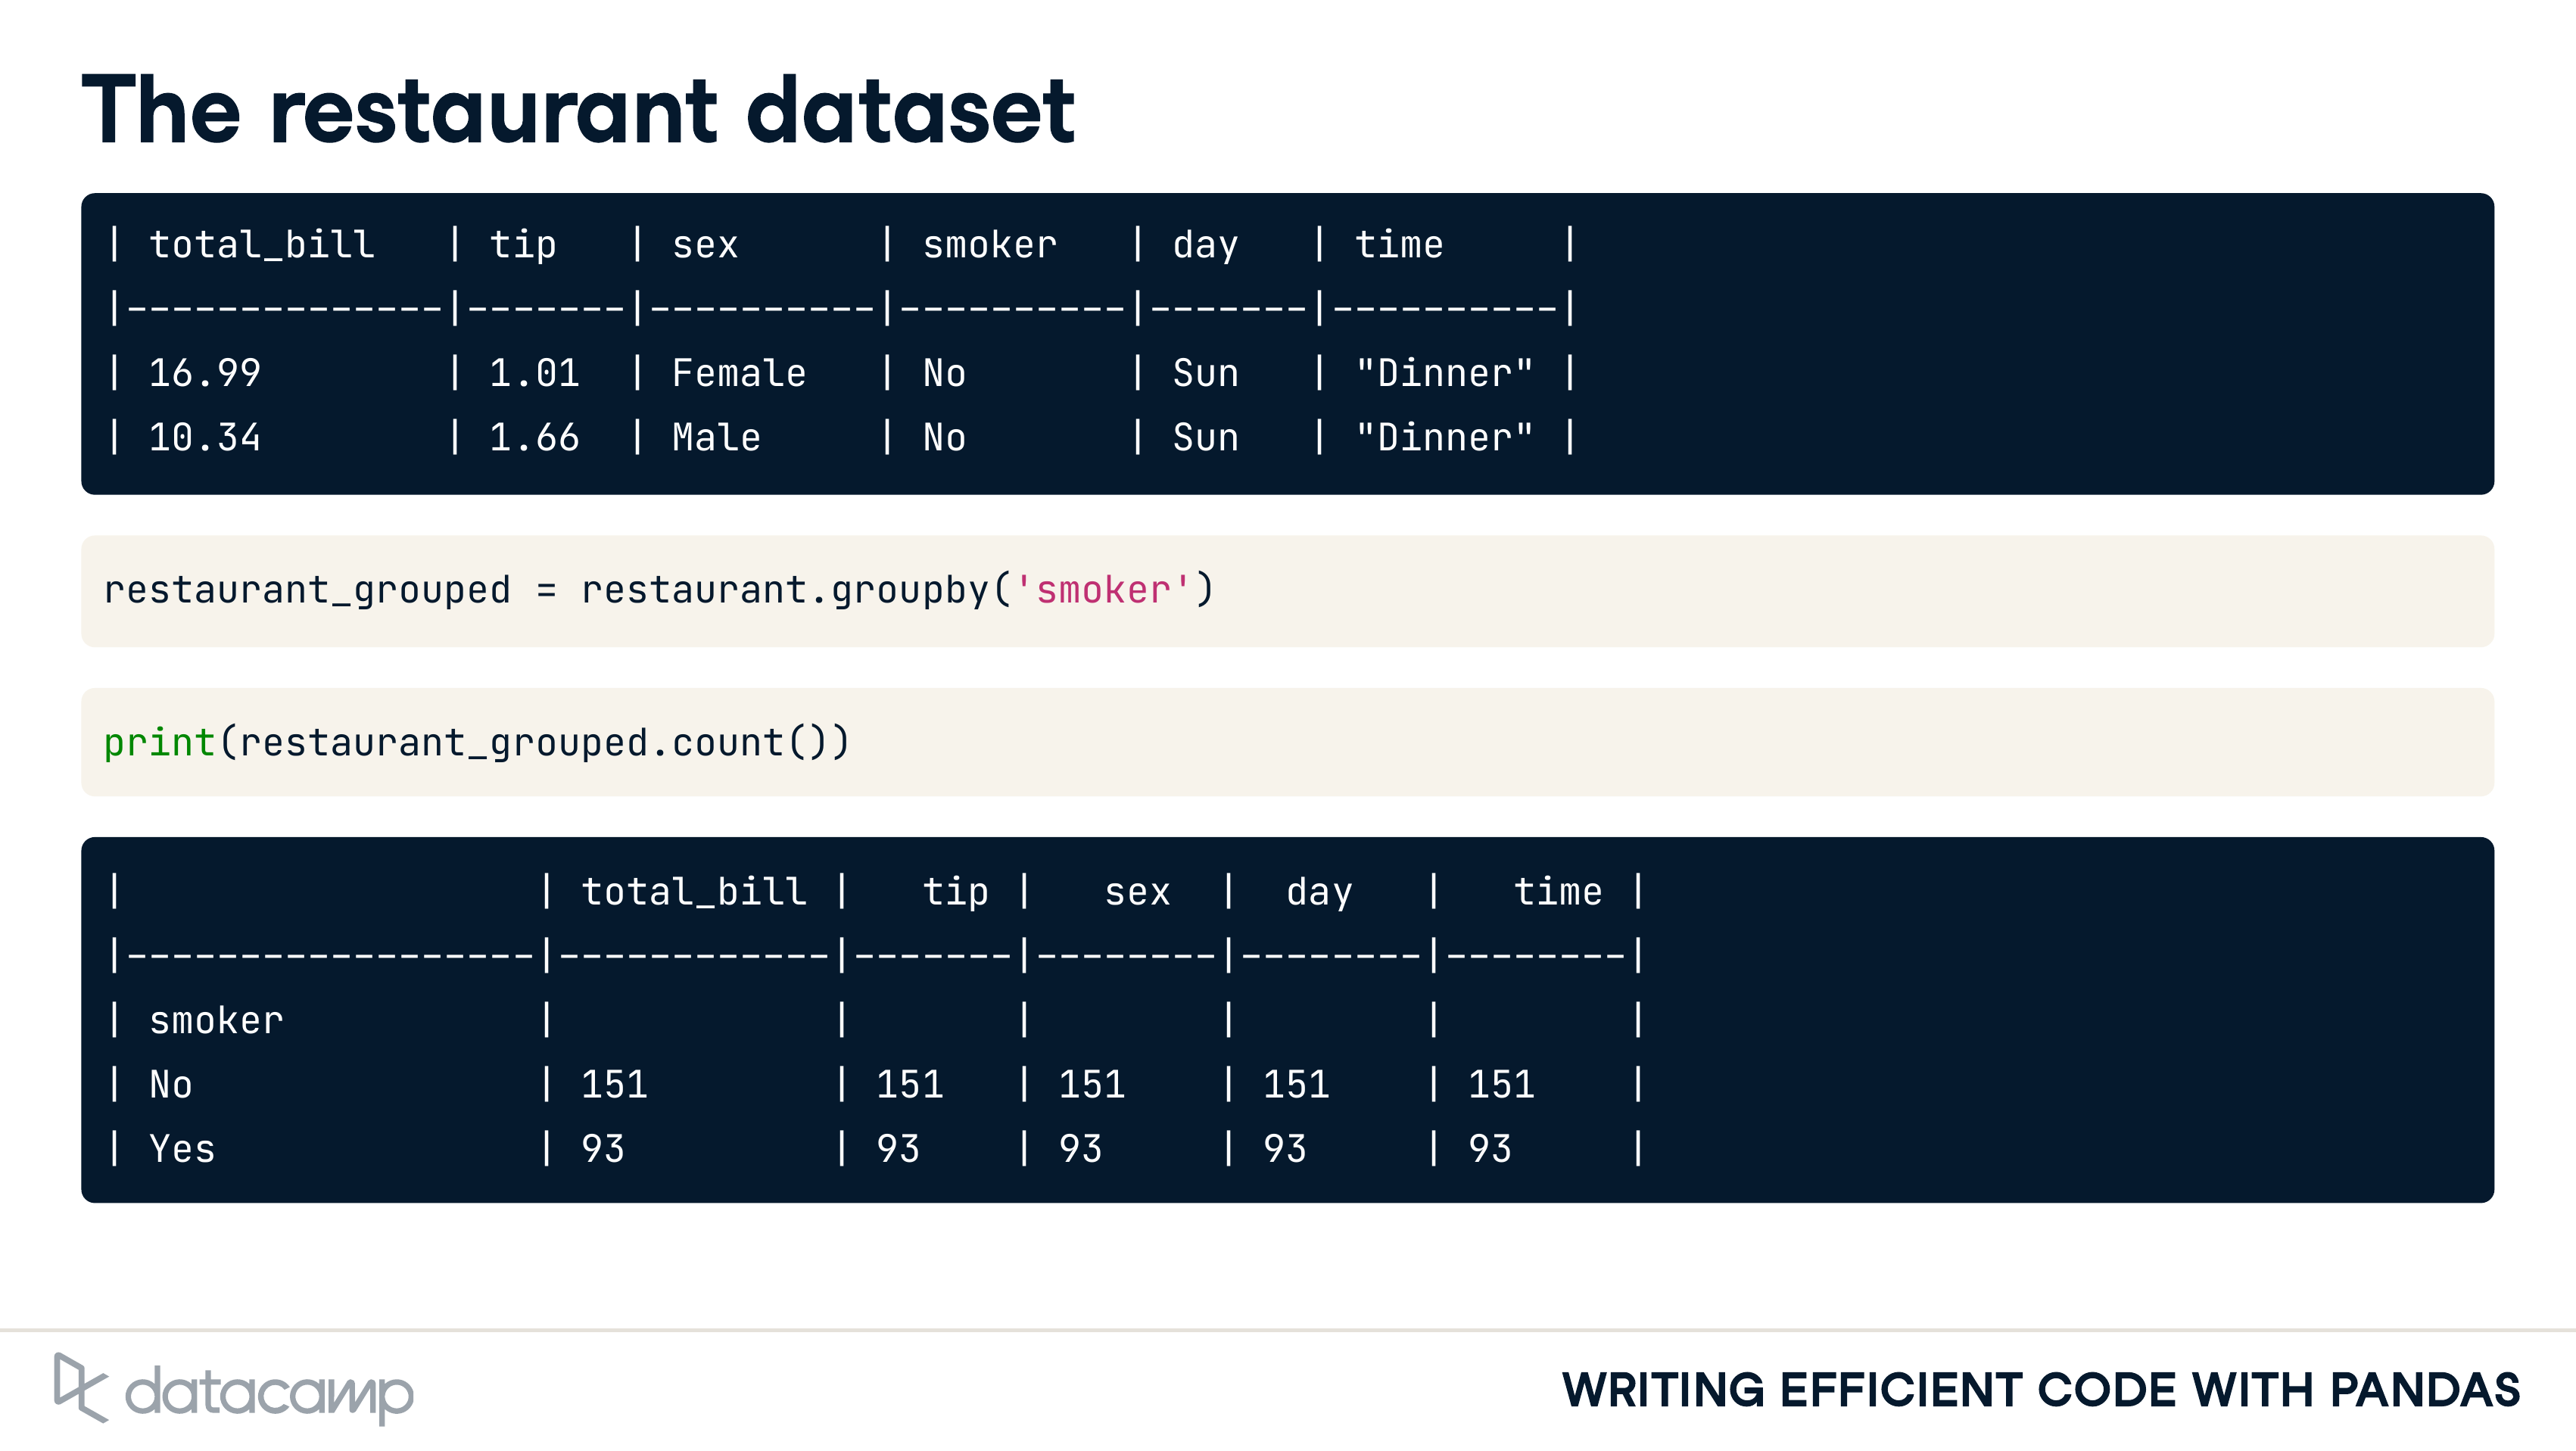 The restaurant dataset
| total_bill   | tip   | sex      | smoker   | day   | time     |
|--------------|-------|----------|----------|-------|----------|
| 16.99        | 1.01  | Female   | No       | Sun   | "Dinner" |
| 10.34        | 1.66  | Male     | No       | Sun   | "Dinner" |
restaurant_grouped = restaurant.groupby('smoker')
print(restaurant_grouped.count())
|                  | total_bill |   tip |   sex  |  day   |   time |
|------------------|------------|-------|--------|--------|--------|
| smoker           |            |       |        |        |        |
| No               | 151        | 151   | 151    | 151    | 151    |
| Yes              | 93         | 93    | 93     | 93     | 93     |
datacamp
WRITING EFFICIENT CODE WITH PANDAS